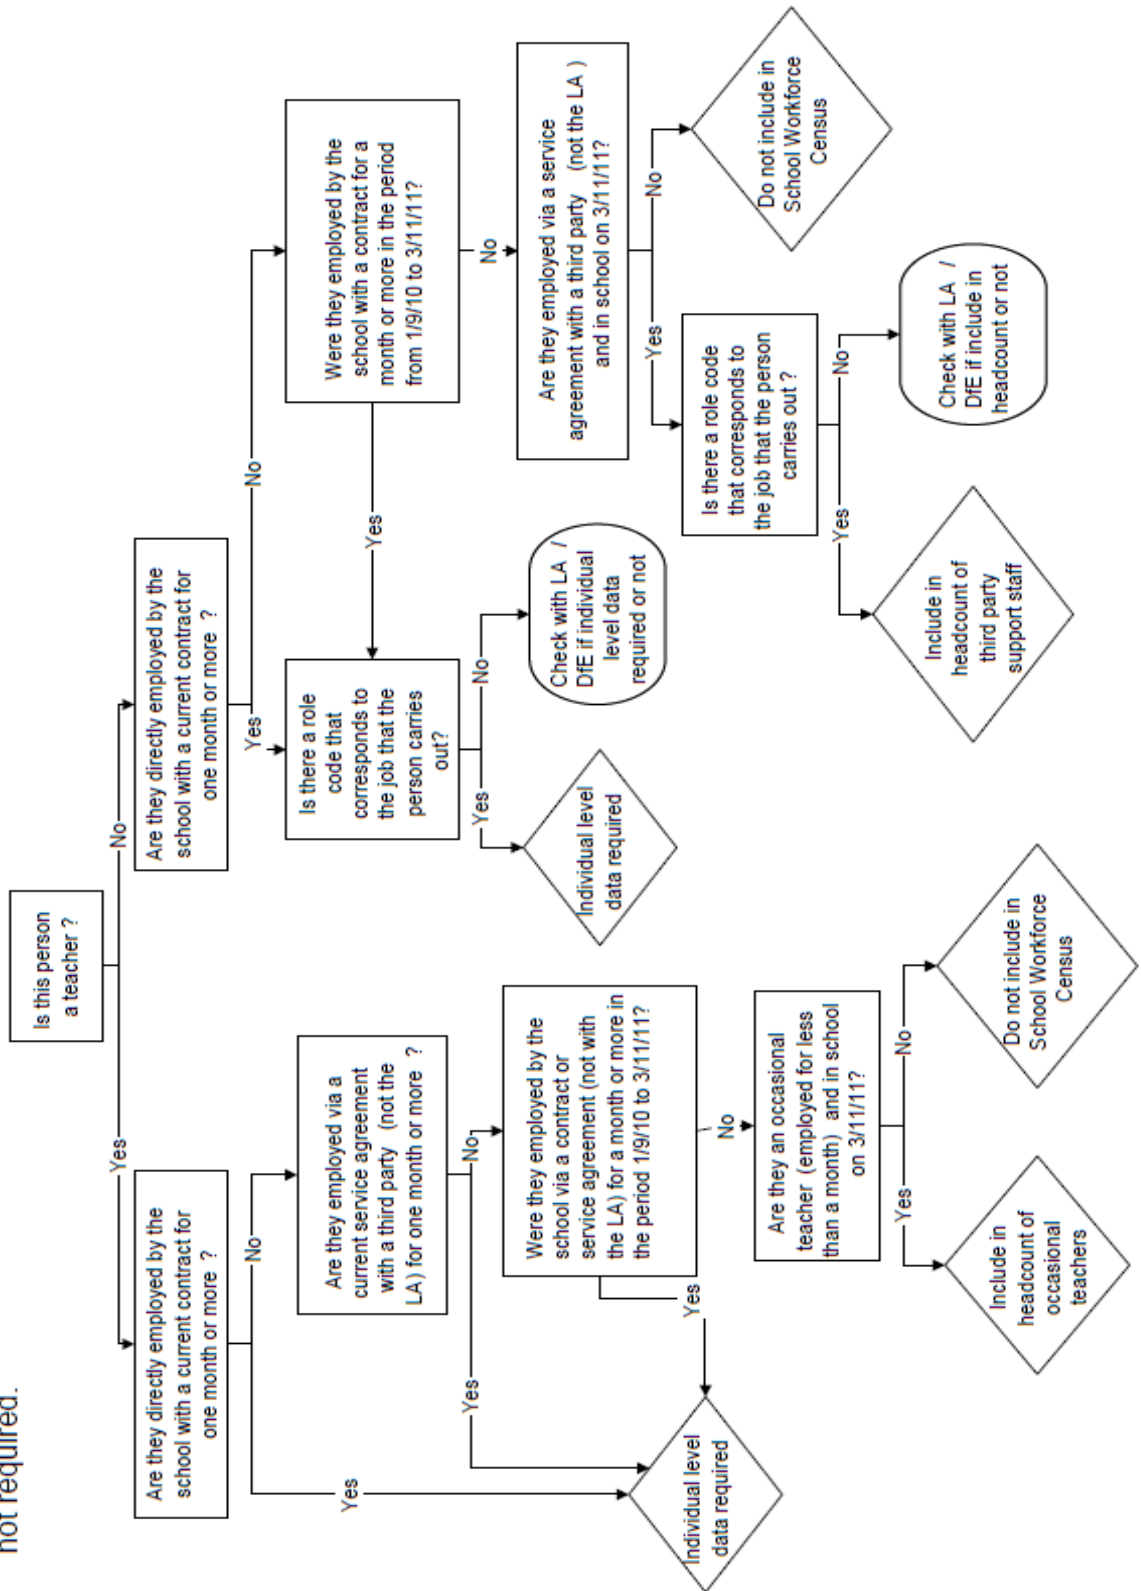 not required.
Is this person
a teacher ?
Yes
No
Are they directly employed by the
school with a current contract for
one month or more ?
Yes
No
Are they employed via a
current service agreement
with a third party (not the
LA) for one month or more ?
Yes
No
Were they employed by the
school via a contract or
service agreement (not with
the LA) for a month or more in
the period 1/9/10 to 3/11/11?
Yes
No
Individual level
data required
Are they an occasional
teacher (employed for less
than a month) and in school
on 3/11/11?
Yes
No
Include in
headcount of
occasional
teachers
Do not include in
School Workforce
Census
Are they directly employed by the
school with a current contract for
one month or more ?
Yes
No
Is there a role
code that
corresponds to
the job that the
person carries
out?
Yes
No
Individual level
data required
Check with LA /
DfE if individual
level data
required or not
Were they employed by the
school with a contract for a
month or more in the period
from 1/9/10 to 3/11/11?
Yes
No
Are they employed via a service
agreement with a third party (not the LA )
and in school on 3/11/11?
Yes
No
Is there a role code
that corresponds to
the job that the person
carries out ?
Yes
No
Include in
headcount of
third party
support staff
Check with LA /
DfE if include in
headcount or not
Do not include in
School Workforce
Census